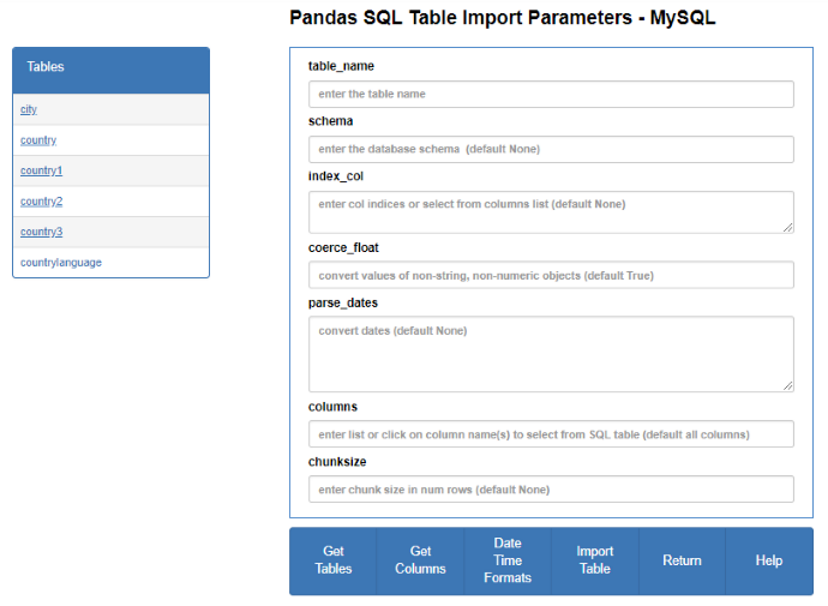 Pandas SQL Table Import Parameters - MySQL
Tables
city
country
country1
country2
country3
countrylanguage
table_name
enter the table name
schema
enter the database schema (default None)
index_col
enter col indices or select from columns list (default None)
coerce_float
convert values of non-string, non-numeric objects (default True)
parse_dates
convert dates (default None)
columns
enter list or click on column name(s) to select from SQL table (default all columns)
chunksize
enter chunk size in num rows (default None)
Get
Tables
Get
Columns
Date
Time
Formats
Import
Table
Return
Help